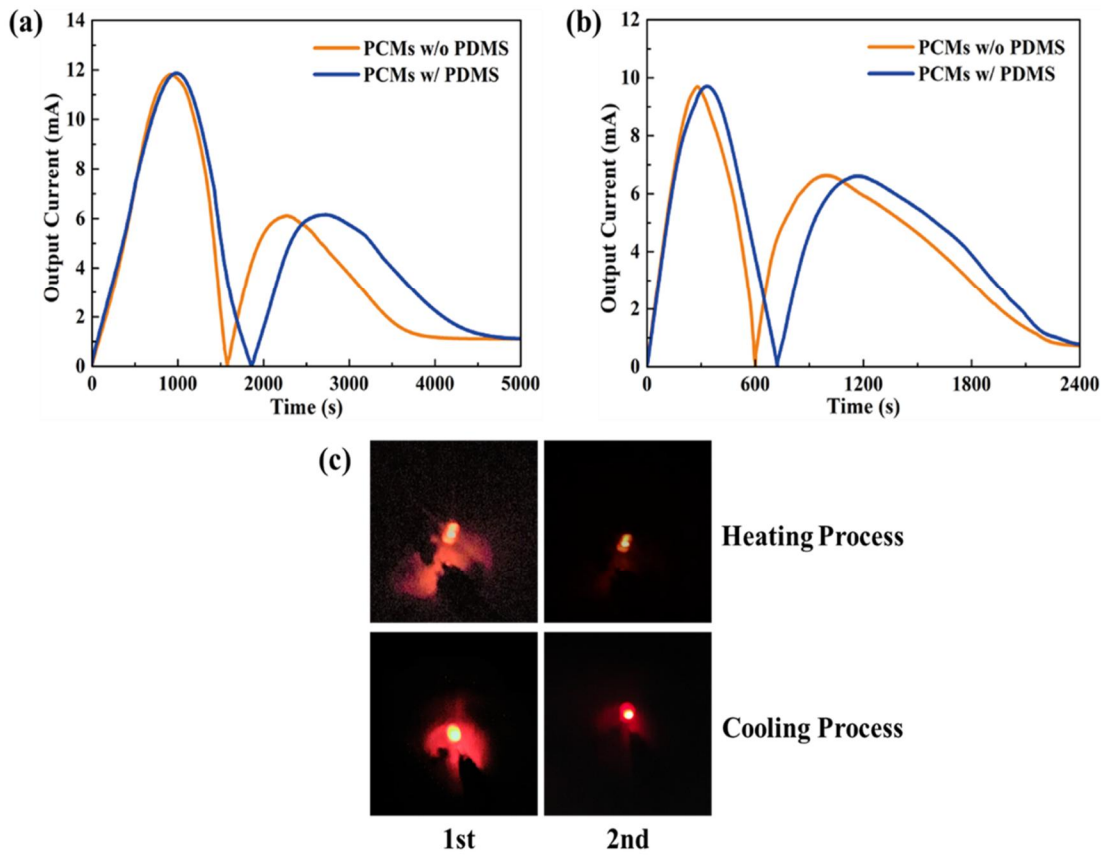 (a)
14
12
10
8
6
4
2
0
Output Current (mA)
PCMs w/o PDMS
PCMs w/ PDMS
0 1000 2000 3000 4000 5000
Time (s)
(b)
12
10
8
6
4
2
0
Output Current (mA)
PCMs w/o PDMS
PCMs w/ PDMS
0 600 1200 1800 2400
Time (s)
(c)
Heating Process
Cooling Process
1st 2nd